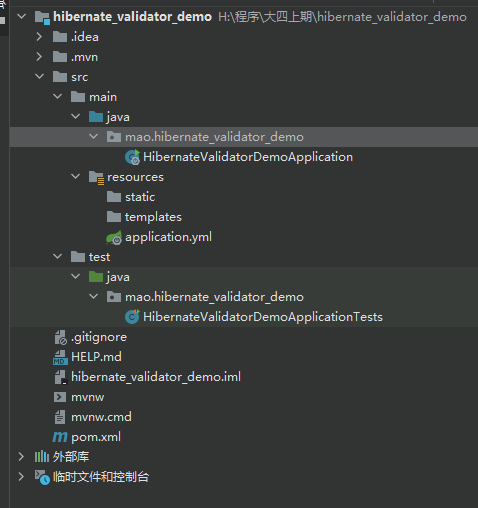 hibernate_validator_demo H:\程序\大四上期\hibernate_validator_demo
.idea
.mvn
src
main
java
mao.hibernate_validator_demo
HibernateValidatorDemoApplication
resources
static
templates
application.yml
test
java
mao.hibernate_validator_demo
HibernateValidatorDemoApplicationTests
.gitignore
HELP.md
hibernate_validator_demo.iml
mvnw
mvnw.cmd
pom.xml
外部库
临时文件和控制台